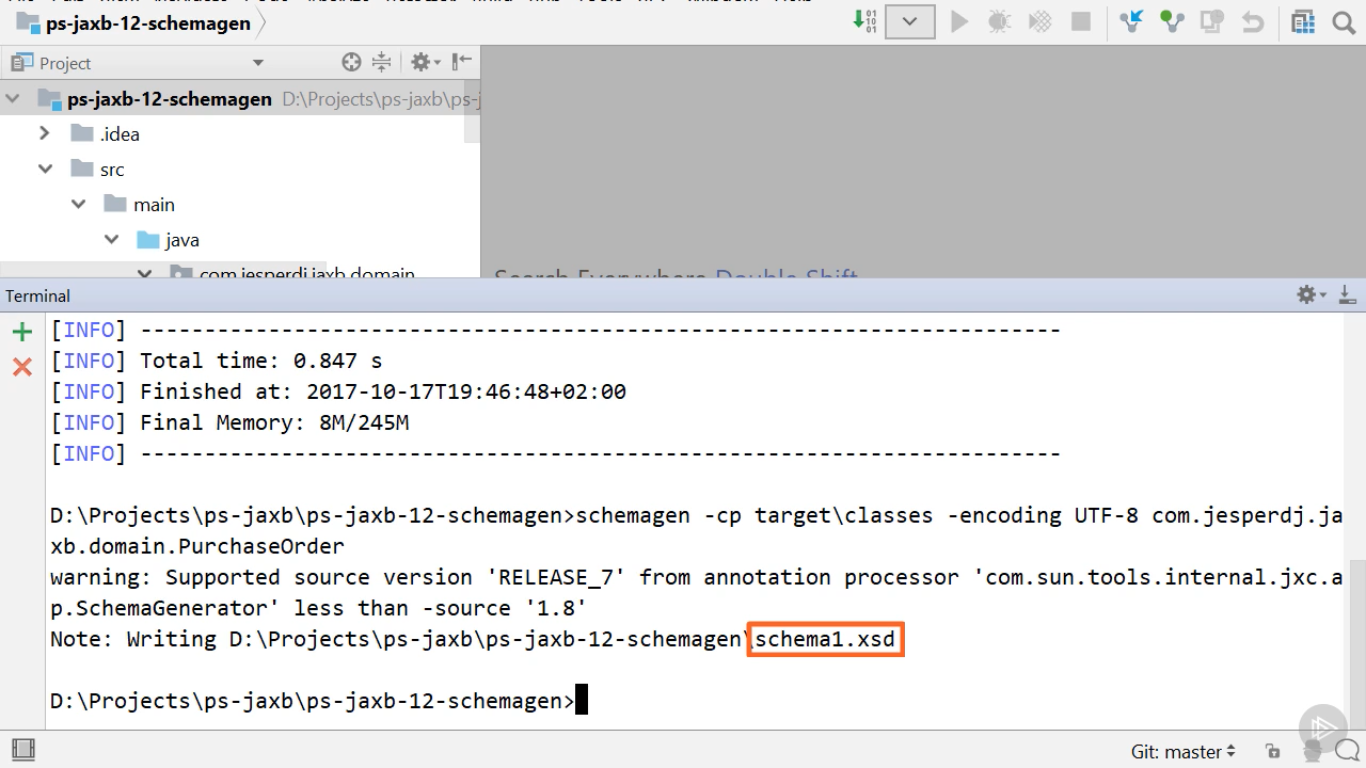 ps-jaxb-12-schemagen
Project
ps-jaxb-12-schemagen D:\Projects\ps-jaxb\ps-j
.idea
src
main
java
com.jesperdj.jaxb.domain
Search Everywhere Double Shift
Terminal
[INFO] ------------------------------------------------------------------------
[INFO] Total time: 0.847 s
[INFO] Finished at: 2017-10-17T19:46:48+02:00
[INFO] Final Memory: 8M/245M
[INFO] ------------------------------------------------------------------------
D:\Projects\ps-jaxb\ps-jaxb-12-schemagen>schemagen -cp target\classes -encoding UTF-8 com.jesperdj.ja
xb.domain.PurchaseOrder
warning: Supported source version 'RELEASE_7' from annotation processor 'com.sun.tools.internal.jxc.a
p.SchemaGenerator' less than -source '1.8'
Note: Writing D:\Projects\ps-jaxb\ps-jaxb-12-schemagen\schema1.xsd
D:\Projects\ps-jaxb\ps-jaxb-12-schemagen>
Git: master